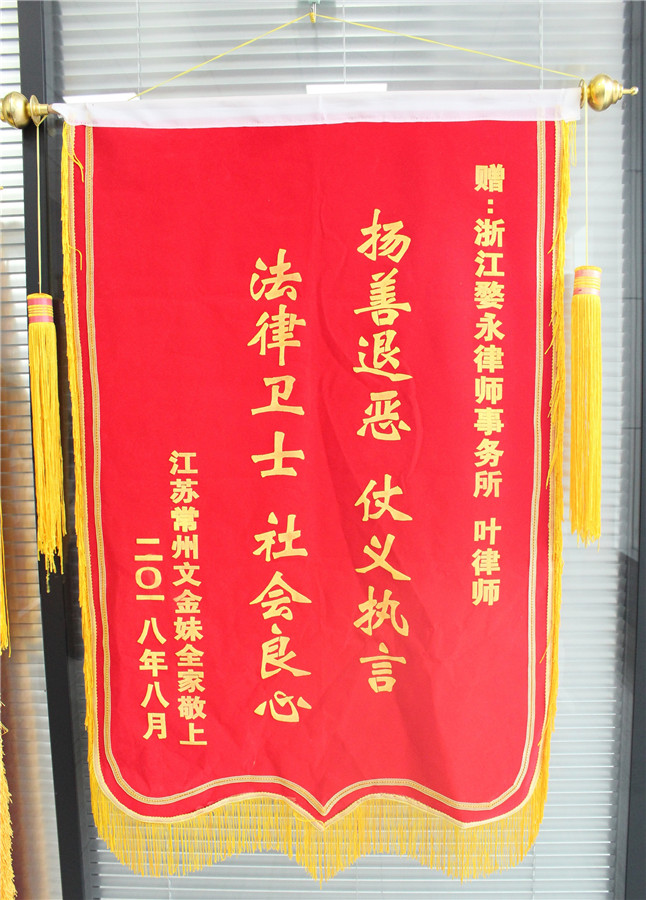 赠:浙江婺永律师事务所 叶律师
扬善退恶 仗义执言
法律卫士 社会良心
江苏常州文金妹全家敬上
二〇一八年八月